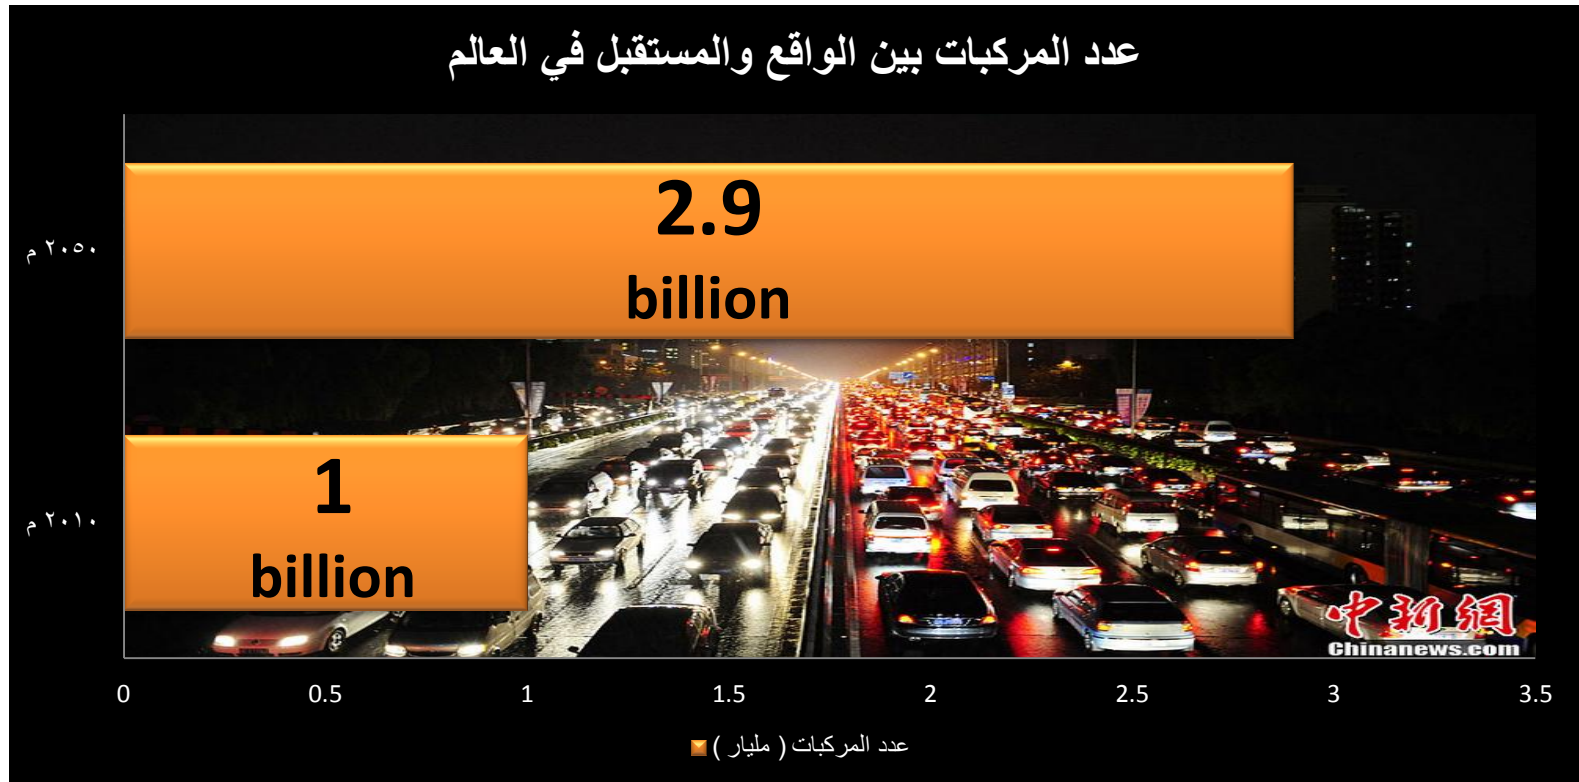 عدد المركبات بين الواقع والمستقبل في العالم
٢٠٥٠ م
2.9
billion
٢٠١٠ م
1
billion
中新網
Chinanews.com
0 0.5 1 1.5 2 2.5 3 3.5
عدد المركبات ( مليار )